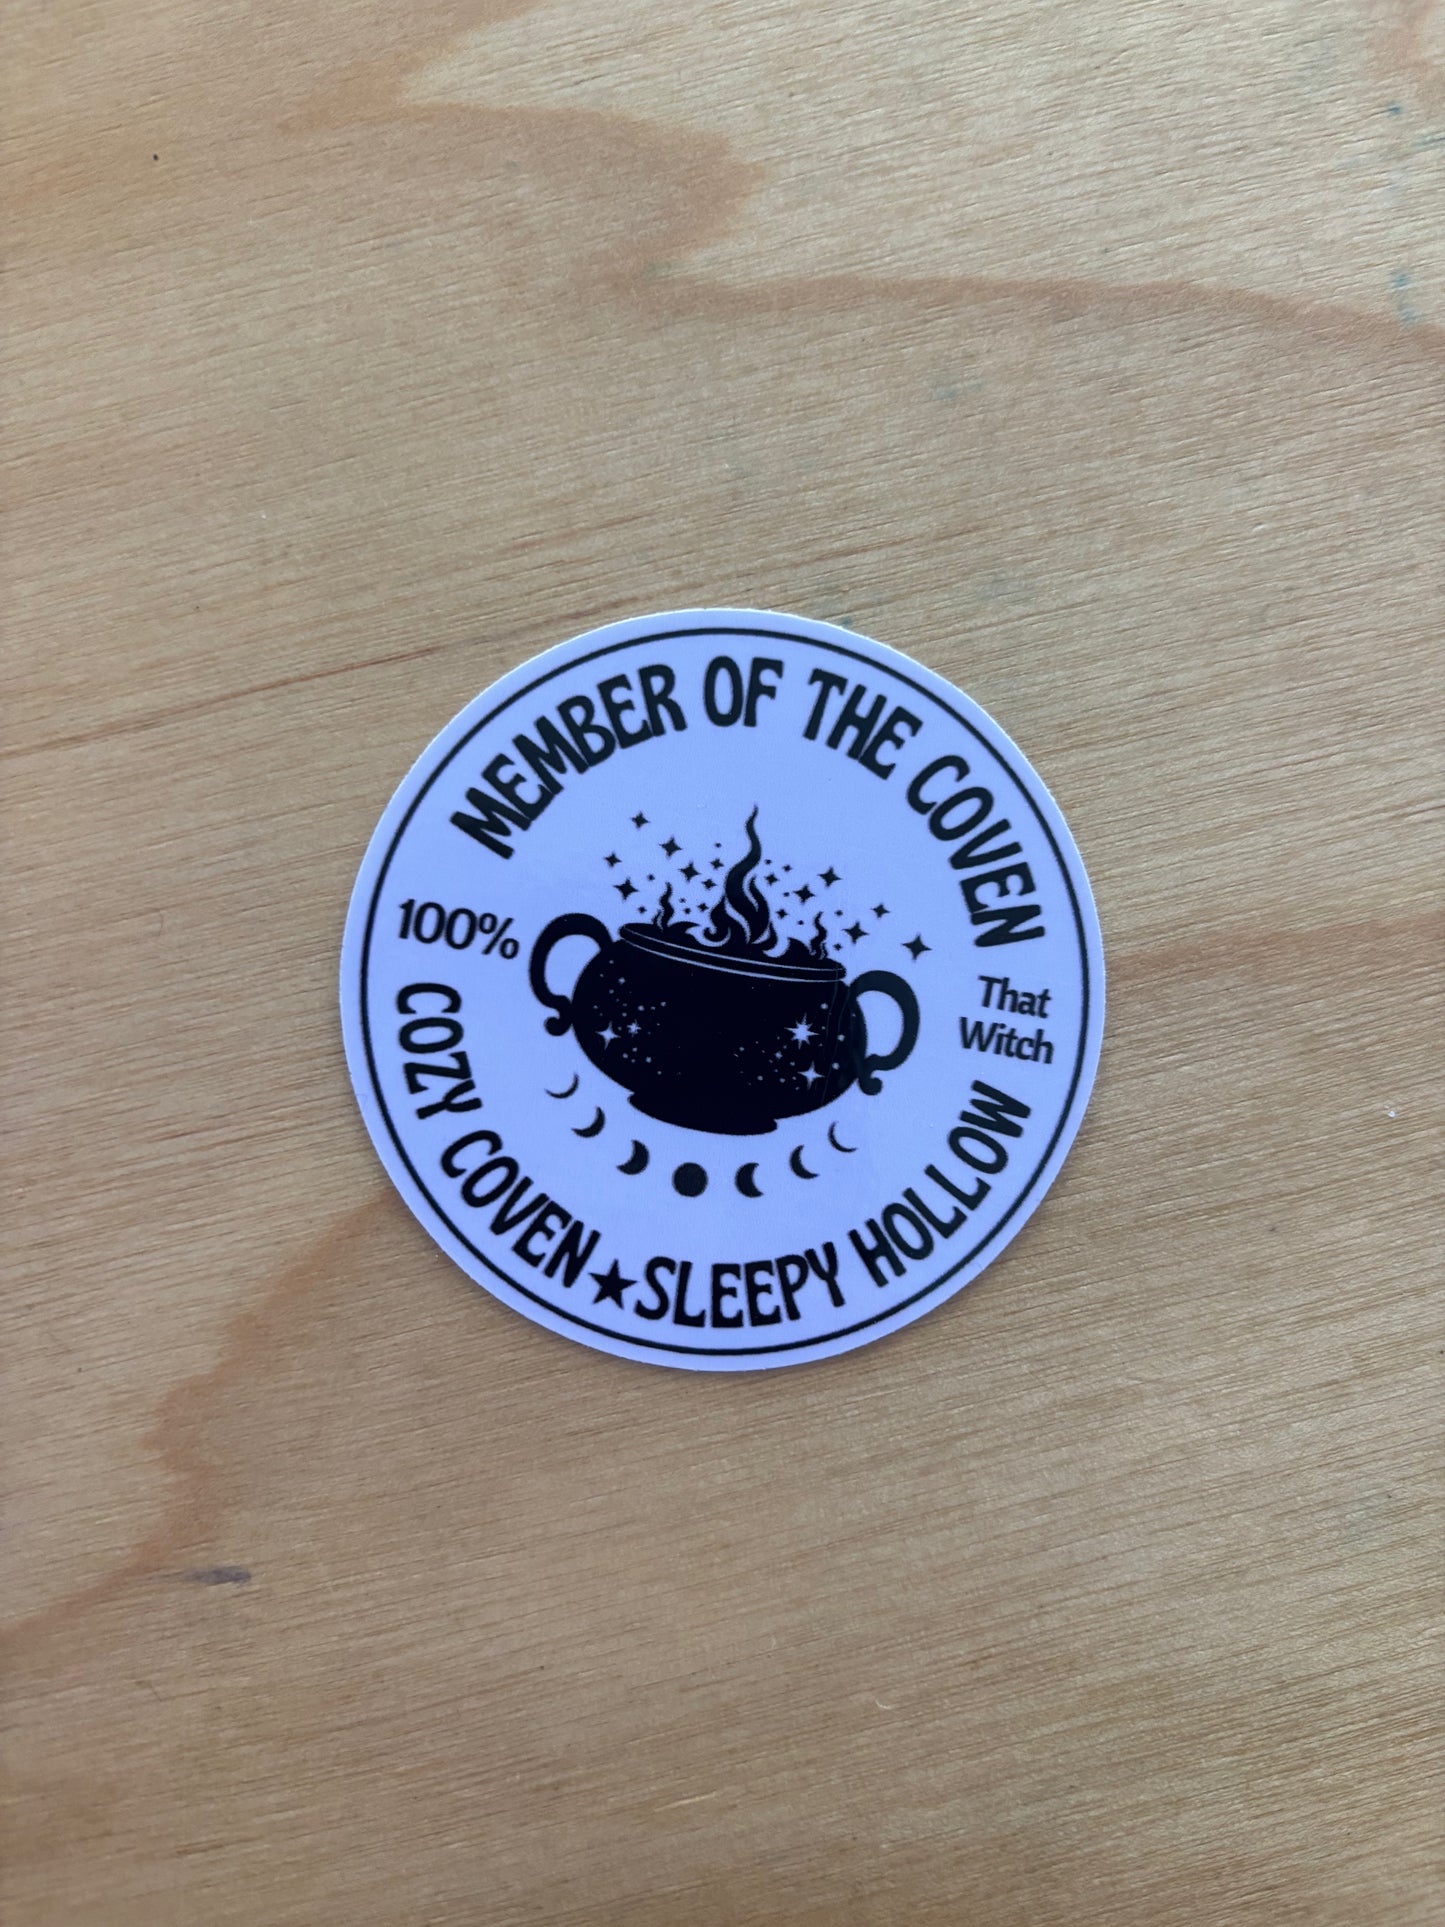 MEMBER OF THE COVEN
100%
That
Witch
COZY COVEN★SLEEPY HOLLOW